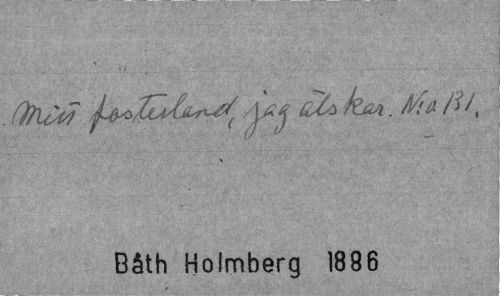 Mitt fosterland, jag älskar. N:o 131.
Båth Holmberg 1886